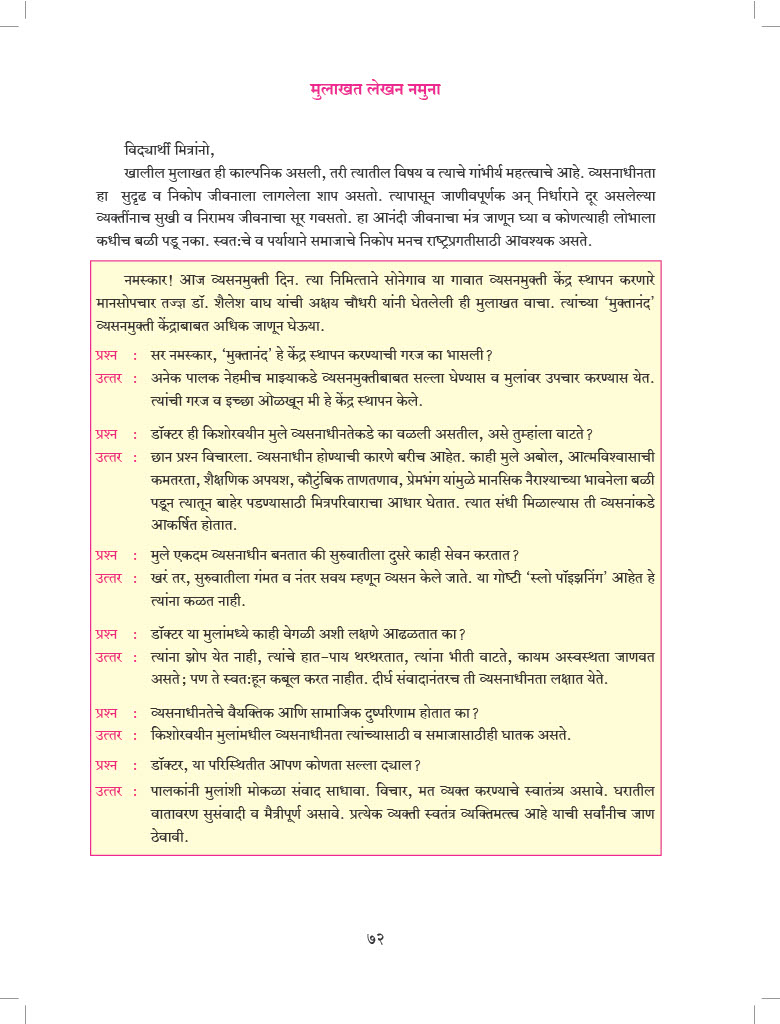 मुलाखत लेखन नमुना
विद्यार्थी मित्रांनो,
खालील मुलाखत ही काल्पनिक असली, तरी त्यातील विषय व त्याचे गांभीर्य महत्त्वाचे आहे. व्यसनाधीनता
हा सुदृढ व निकोप जीवनाला लागलेला शाप असतो. त्यापासून जाणीवपूर्णक अन् निर्धाराने दूर असलेल्या
व्यक्तींनाच सुखी व निरामय जीवनाचा सूर गवसतो. हा आनंदी जीवनाचा मंत्र जाणून घ्या व कोणत्याही लोभाला
कधीच बळी पडू नका. स्वत:चे व पर्यायाने समाजाचे निकोप मनच राष्ट्रप्रगतीसाठी आवश्यक असते.
नमस्कार! आज व्यसनमुक्ती दिन. त्या निमित्ताने सोनेगाव या गावात व्यसनमुक्ती केंद्र स्थापन करणारे
मानसोपचार तज्ज्ञ डॉ. शैलेश वाघ यांची अक्षय चौधरी यांनी घेतलेली ही मुलाखत वाचा. त्यांच्या ‘मुक्तानंद’
व्यसनमुक्ती केंद्राबाबत अधिक जाणून घेऊया.
प्रश्न : सर नमस्कार, ‘मुक्तानंद’ हे केंद्र स्थापन करण्याची गरज का भासली?
उत्तर : अनेक पालक नेहमीच माझ्याकडे व्यसनमुक्तीबाबत सल्ला घेण्यास व मुलांवर उपचार करण्यास येत.
त्यांची गरज व इच्छा ओळखून मी हे केंद्र स्थापन केले.
प्रश्न : डॉक्टर ही किशोरवयीन मुले व्यसनाधीनतेकडे का वळली असतील, असे तुम्हांला वाटते?
उत्तर : छान प्रश्न विचारला. व्यसनाधीन होण्याची कारणे बरीच आहेत. काही मुले अबोल, आत्मविश्वासाची
कमतरता, शैक्षणिक अपयश, कौटुंबिक ताणतणाव, प्रेमभंग यांमुळे मानसिक नैराश्याच्या भावनेला बळी
पडून त्यातून बाहेर पडण्यासाठी मित्रपरिवाराचा आधार घेतात. त्यात संधी मिळाल्यास ती व्यसनांकडे
आकर्षित होतात.
प्रश्न : मुले एकदम व्यसनाधीन बनतात की सुरुवातीला दुसरे काही सेवन करतात?
उत्तर : खरं तर, सुरुवातीला गंमत व नंतर सवय म्हणून व्यसन केले जाते. या गोष्टी ‘स्लो पॉइझनिंग’ आहेत हे
त्यांना कळत नाही.
प्रश्न : डॉक्टर या मुलांमध्ये काही वेगळी अशी लक्षणे आढळतात का?
उत्तर : त्यांना झोप येत नाही, त्यांचे हात-पाय थरथरतात, त्यांना भीती वाटते, कायम अस्वस्थता जाणवत
असते; पण ते स्वत:हून कबूल करत नाहीत. दीर्घ संवादानंतरच ती व्यसनाधीनता लक्षात येते.
प्रश्न : व्यसनाधीनतेचे वैयक्तिक आणि सामाजिक दुष्परिणाम होतात का?
उत्तर : किशोरवयीन मुलांमधील व्यसनाधीनता त्यांच्यासाठी व समाजासाठीही घातक असते.
प्रश्न : डॉक्टर, या परिस्थितीत आपण कोणता सल्ला द्याल?
उत्तर : पालकांनी मुलांशी मोकळा संवाद साधावा. विचार, मत व्यक्त करण्याचे स्वातंत्र्य असावे. घरातील
वातावरण सुसंवादी व मैत्रीपूर्ण असावे. प्रत्येक व्यक्ती स्वतंत्र व्यक्तिमत्त्व आहे याची सर्वांनीच जाण
ठेवावी.
७२